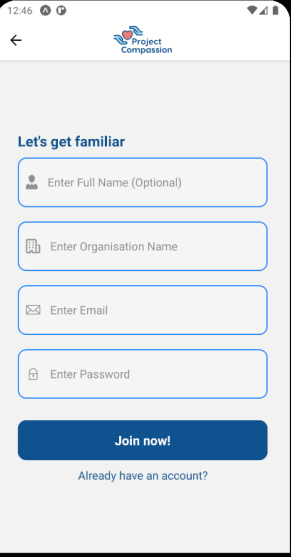 12:46
Project
Compassion
Let's get familiar
Enter Full Name (Optional)
Enter Organisation Name
Enter Email
Enter Password
Join now!
Already have an account?